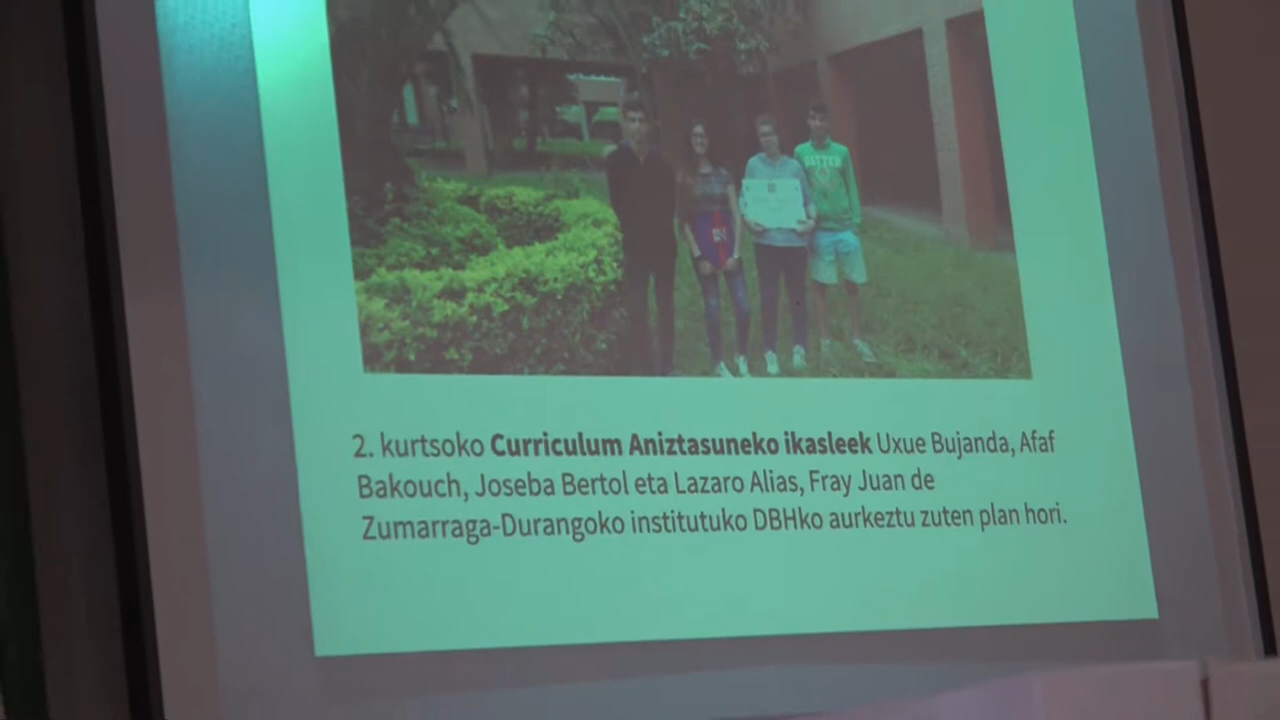 2. kurtsoko Curriculum Aniztasuneko ikasleek Uxue Bujanda, Afaf
Bakouch, Joseba Bertol eta Lazaro Alias, Fray Juan de
Zumarraga-Durangoko institutuko DBHko aurkeztu zuten plan hori.